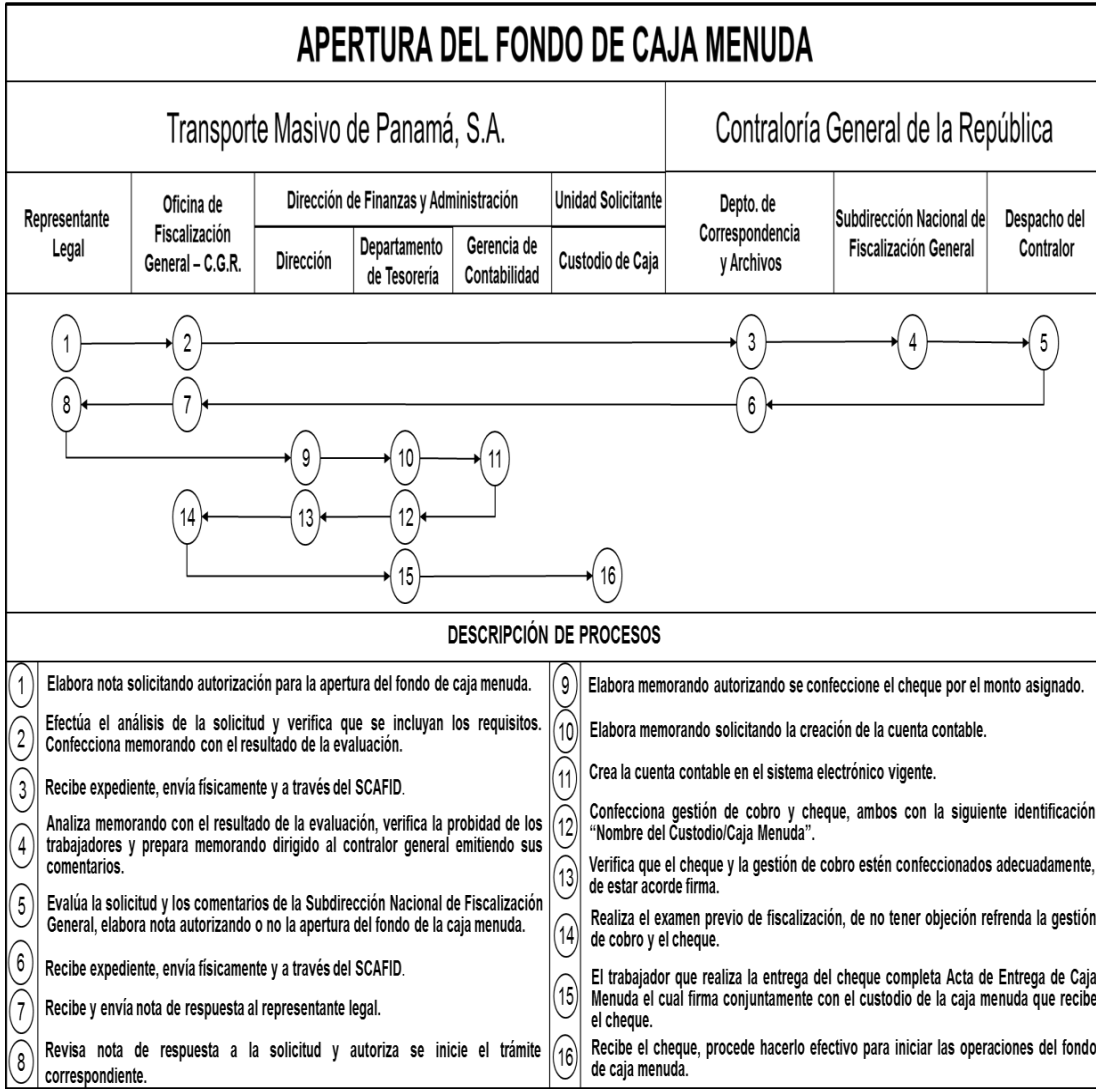 APERTURA DEL FONDO DE CAJA MENUDA
Transporte Masivo de Panamá, S.A.
Contraloría General de la República
Representante
Legal
Oficina de
Fiscalización
General – C.G.R.
Dirección de Finanzas y Administración
Dirección
Departamento
de Tesorería
Gerencia de
Contabilidad
Unidad Solicitante
Custodio de Caja
Depto. de
Correspondencia
y Archivos
Subdirección Nacional de
Fiscalización General
Despacho del
Contralor
1 2 3 4 5
8 7 6
9 10 11
14 13 12
15 16
DESCRIPCIÓN DE PROCESOS
1 Elabora nota solicitando autorización para la apertura del fondo de caja menuda.
2 Efectúa el análisis de la solicitud y verifica que se incluyan los requisitos.
Confecciona memorando con el resultado de la evaluación.
3 Recibe expediente, envía físicamente y a través del SCAFID.
4 Analiza memorando con el resultado de la evaluación, verifica la probidad de los
trabajadores y prepara memorando dirigido al contralor general emitiendo sus
comentarios.
5 Evalúa la solicitud y los comentarios de la Subdirección Nacional de Fiscalización
General, elabora nota autorizando o no la apertura del fondo de la caja menuda.
6 Recibe expediente, envía físicamente y a través del SCAFID.
7 Recibe y envía nota de respuesta al representante legal.
8 Revisa nota de respuesta a la solicitud y autoriza se inicie el trámite
correspondiente.
9 Elabora memorando autorizando se confeccione el cheque por el monto asignado.
10 Elabora memorando solicitando la creación de la cuenta contable.
11 Crea la cuenta contable en el sistema electrónico vigente.
12 Confecciona gestión de cobro y cheque, ambos con la siguiente identificación
“Nombre del Custodio/Caja Menuda”.
13 Verifica que el cheque y la gestión de cobro estén confeccionados adecuadamente,
de estar acorde firma.
14 Realiza el examen previo de fiscalización, de no tener objeción refrenda la gestión
de cobro y el cheque.
15 El trabajador que realiza la entrega del cheque completa Acta de Entrega de Caja
Menuda el cual firma conjuntamente con el custodio de la caja menuda que recibe
el cheque.
16 Recibe el cheque, procede hacerlo efectivo para iniciar las operaciones del fondo
de caja menuda.